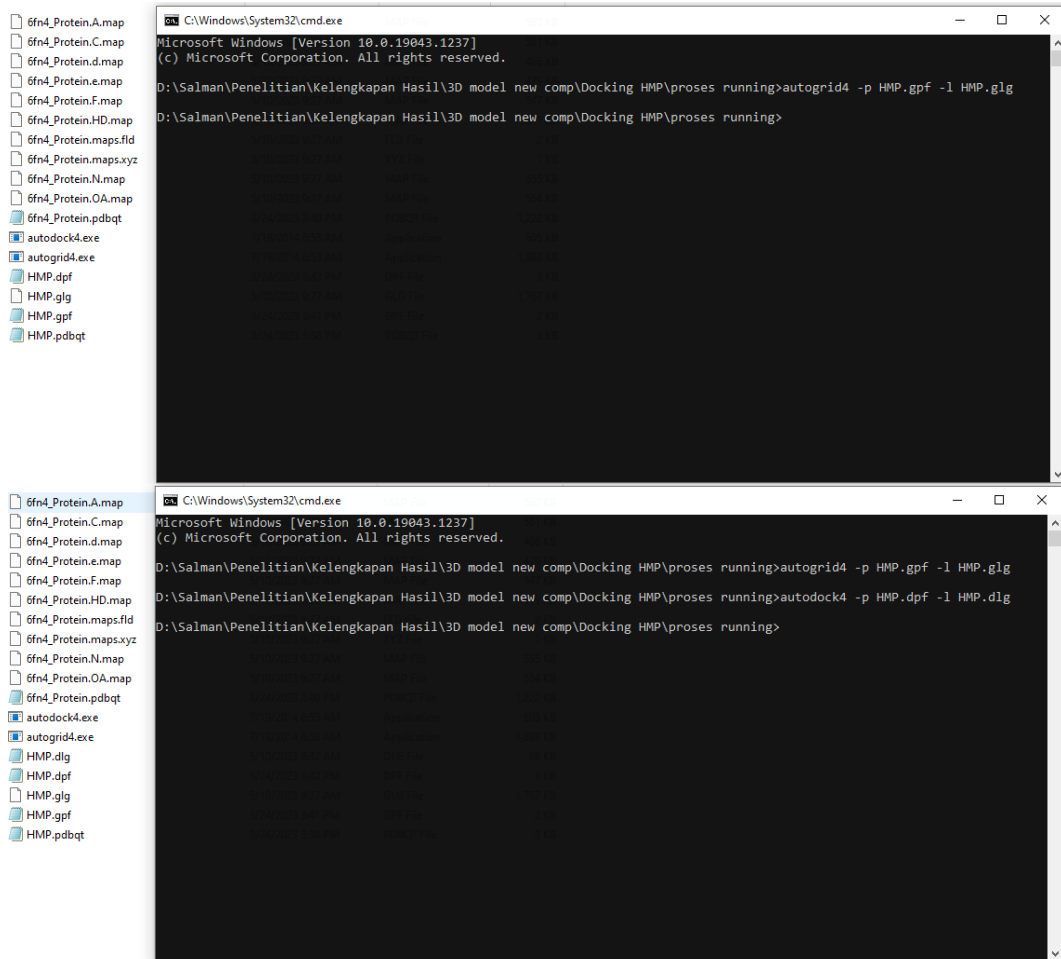 6fn4_Protein.A.map
6fn4_Protein.C.map
6fn4_Protein.d.map
6fn4_Protein.e.map
6fn4_Protein.F.map
6fn4_Protein.HD.map
6fn4_Protein.maps.fld
6fn4_Protein.maps.xyz
6fn4_Protein.N.map
6fn4_Protein.OA.map
6fn4_Protein.pdbqt
autodock4.exe
autogrid4.exe
HMP.dpf
HMP.glg
HMP.gpf
HMP.pdbqt
C:\Windows\System32\cmd.exe
Microsoft Windows [Version 10.0.19043.1237]
(c) Microsoft Corporation. All rights reserved.
D:\Salman\Penelitian\Kelengkapan Hasil\3D model new comp\Docking HMP\proses running>autogrid4 -p HMP.gpf -l HMP.glg
D:\Salman\Penelitian\Kelengkapan Hasil\3D model new comp\Docking HMP\proses running>
6fn4_Protein.A.map
6fn4_Protein.C.map
6fn4_Protein.d.map
6fn4_Protein.e.map
6fn4_Protein.F.map
6fn4_Protein.HD.map
6fn4_Protein.maps.fld
6fn4_Protein.maps.xyz
6fn4_Protein.N.map
6fn4_Protein.OA.map
6fn4_Protein.pdbqt
autodock4.exe
autogrid4.exe
HMP.dlg
HMP.dpf
HMP.glg
HMP.gpf
HMP.pdbqt
C:\Windows\System32\cmd.exe
Microsoft Windows [Version 10.0.19043.1237]
(c) Microsoft Corporation. All rights reserved.
D:\Salman\Penelitian\Kelengkapan Hasil\3D model new comp\Docking HMP\proses running>autogrid4 -p HMP.gpf -l HMP.glg
D:\Salman\Penelitian\Kelengkapan Hasil\3D model new comp\Docking HMP\proses running>autodock4 -p HMP.dpf -l HMP.dlg
D:\Salman\Penelitian\Kelengkapan Hasil\3D model new comp\Docking HMP\proses running>